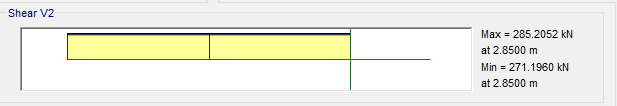 Shear V2
Max = 285.2052 kN
at 2.8500 m
Min = 271.1960 kN
at 2.8500 m